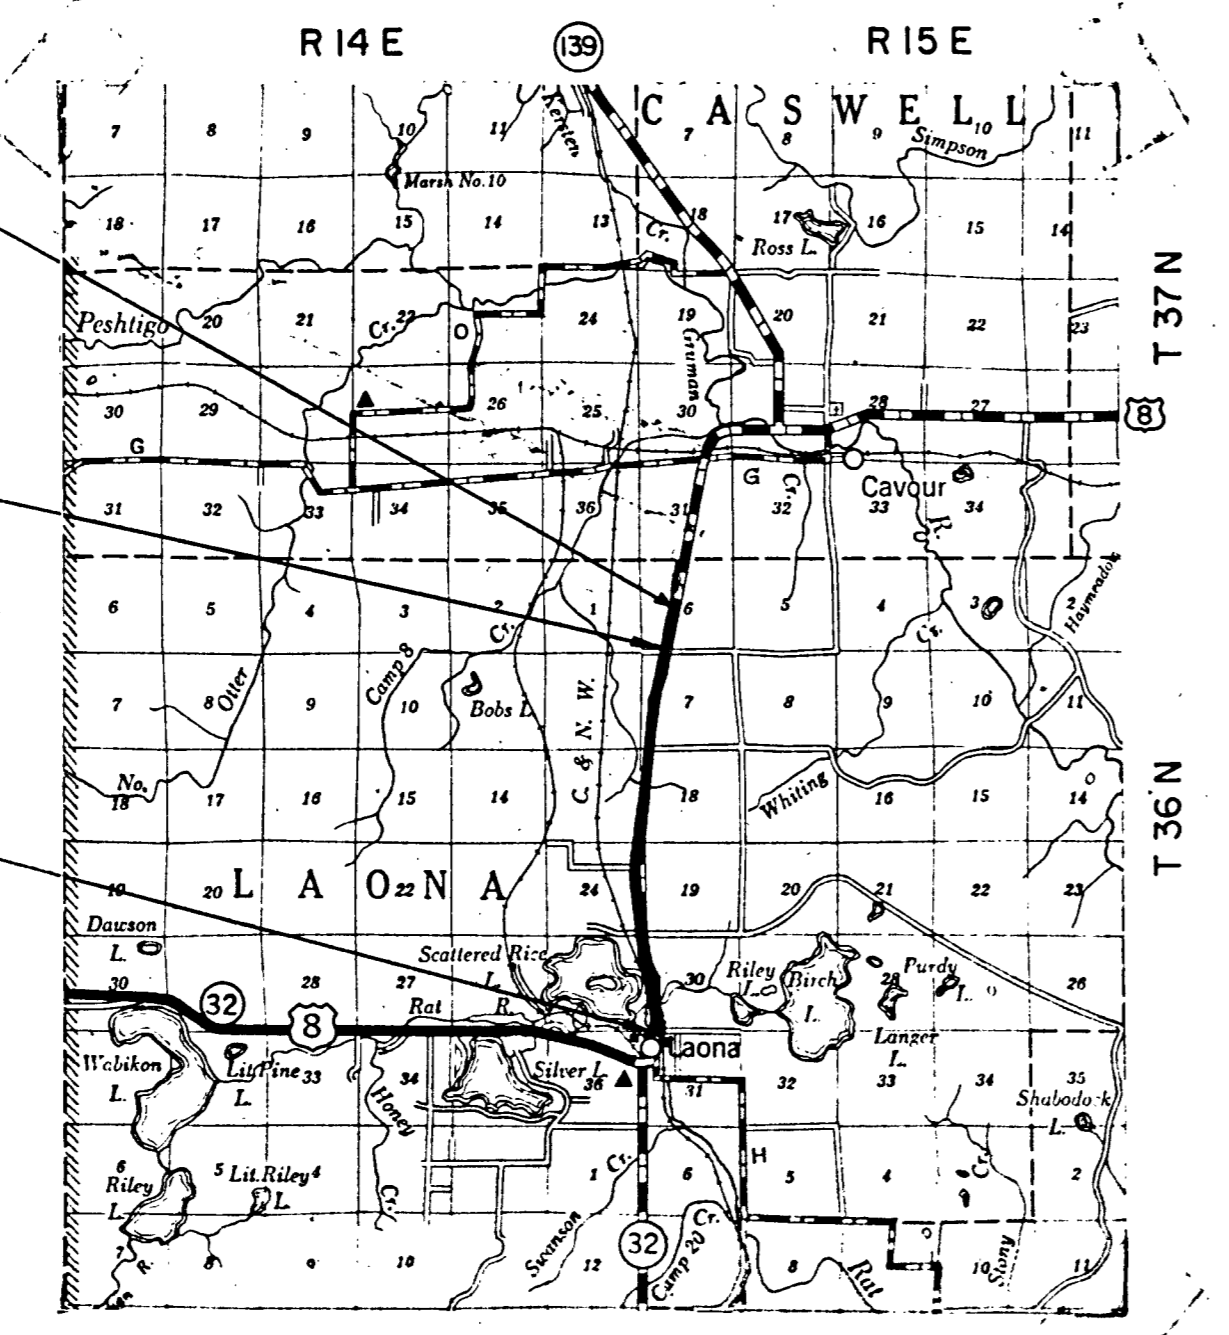 R 14 E 139 R 15 E
C A S W E L L
7 8 9 10 11 Kersten 7 8 9 10 11
Simpson
Marsh No. 10
18 17 16 15 14 13 18 17 16 15 14
Cr. Ross L.
T 37 N
Peshtigo 20 21 22 24 19 20 21 22 23
Cr. O Gruman
30 29 26 25 30 28 27 8
G G Cr. Cavour
31 32 33 34 35 36 31 32 33 34
R.
6 5 4 3 2 1 6 5 4 3 2
Cr. Cr. Haymeadow
Otter Camp 8
7 8 9 10 Bobs L. 7 8 9 10 11
C. & N. W.
No.
18 17 16 15 14 18 Whiting 16 15 14
T 36 N
L A O N A
19 20 22 24 19 20 21 22 23
Dawson L. Scattered Rice L.
30 28 27 30 Riley L. Birch L. 28 Purdy L. 26
32 8 Rat R. Langer L.
Laona
Wabikon L. Lit. Pine L. 33 34 Silver L. 36 31 32 33 34 35
Shabodock L.
Honey Cr.
6 5 Lit. Riley L. 4 1 Cr. 6 H 5 4 Cr. 2
Riley L.
Swanson 32 Camp 20 Cr. Rat Stony
7 R. 8 9 10 12 8 10 11